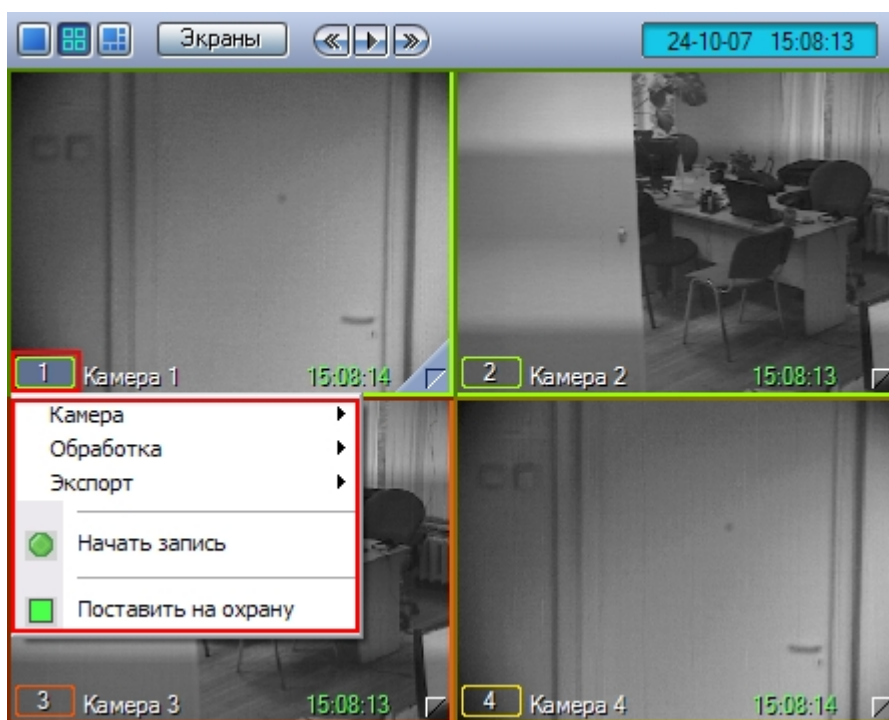 Экраны
24-10-07 15:08:13
1 Камера 1 15:08:14
2 Камера 2 15:08:13
Камера
Обработка
Экспорт
Начать запись
Поставить на охрану
3 Камера 3 15:08:13
4 Камера 4 15:08:14